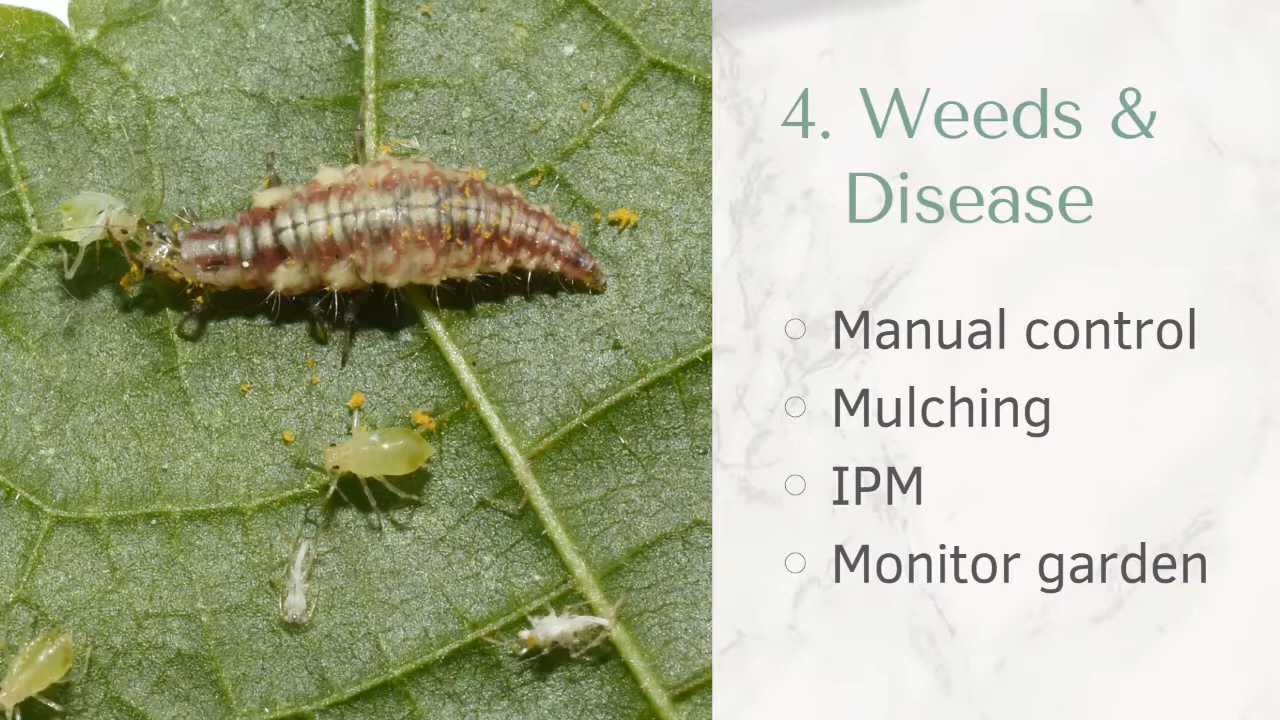 4. Weeds &
Disease
Manual control
Mulching
IPM
Monitor garden